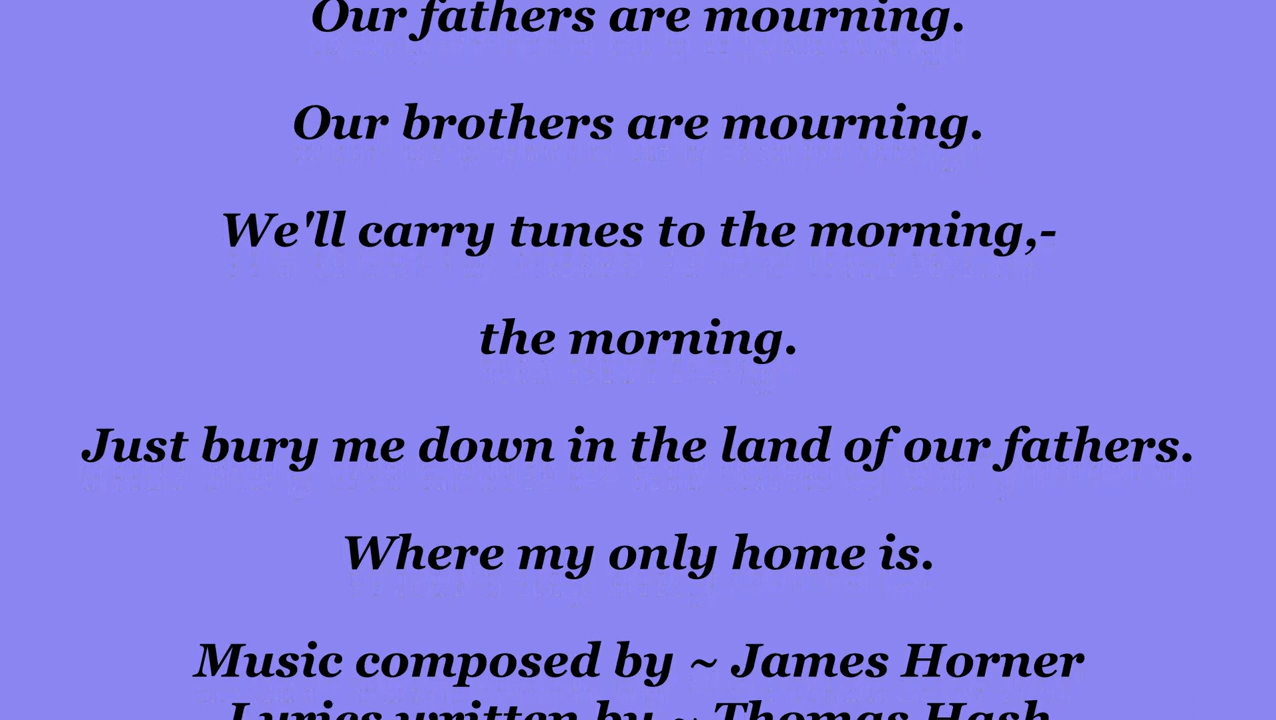 Our fathers are mourning.
Our brothers are mourning.
We'll carry tunes to the morning,-
the morning.
Just bury me down in the land of our fathers.
Where my only home is.
Music composed by ~ James Horner
Lyrics written by ~ Thomas Hash